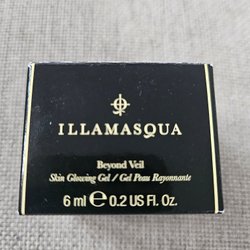 ILLAMASQUA
Beyond Veil
Skin Glowing Gel / Gel Peau Rayonnante
6 ml ℮ 0.2 US Fl. Oz.